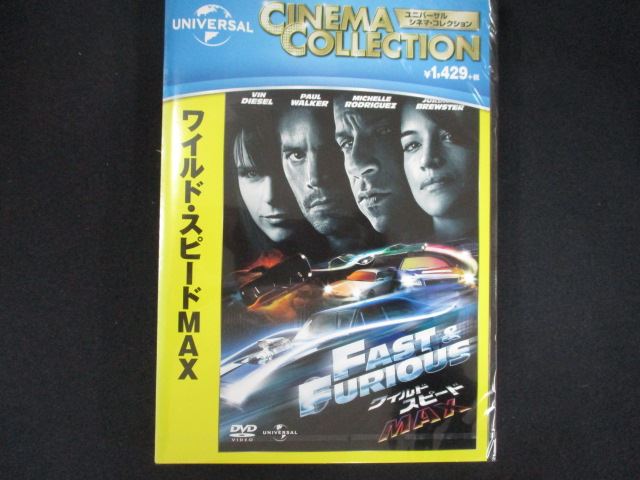 UNIVERSAL
CINEMA
COLLECTION
ユニバーサル
シネマ・コレクション
¥1,429+税
VIN
DIESEL
PAUL
WALKER
MICHELLE
RODRIGUEZ
BREWSTER
ワイルド・スピードMAX
FAST &
FURIOUS
ワイルド
スピード
MAX
DVD
VIDEO
UNIVERSAL